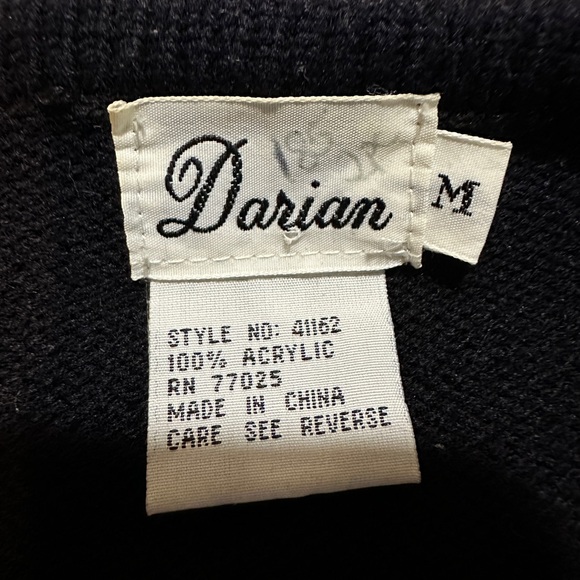 Darian
M
STYLE NO: 41162
100% ACRYLIC
RN 77025
MADE IN CHINA
CARE SEE REVERSE